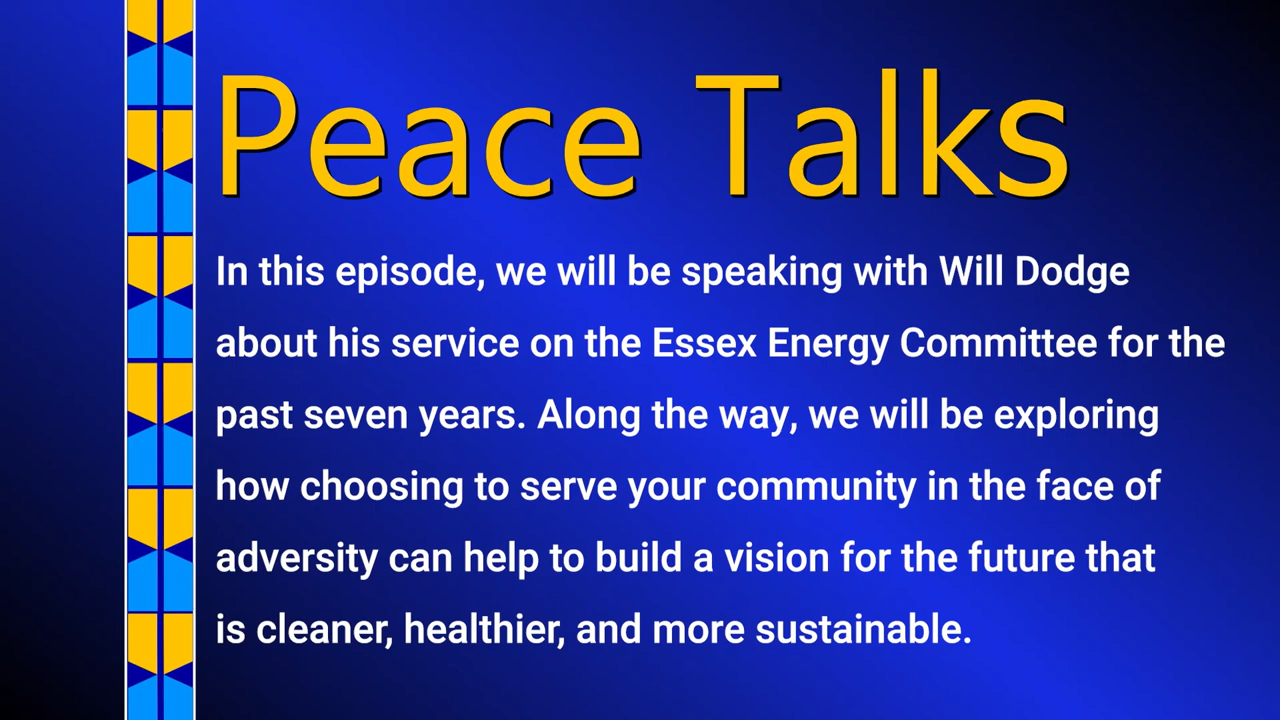 Peace Talks
In this episode, we will be speaking with Will Dodge
about his service on the Essex Energy Committee for the
past seven years. Along the way, we will be exploring
how choosing to serve your community in the face of
adversity can help to build a vision for the future that
is cleaner, healthier, and more sustainable.